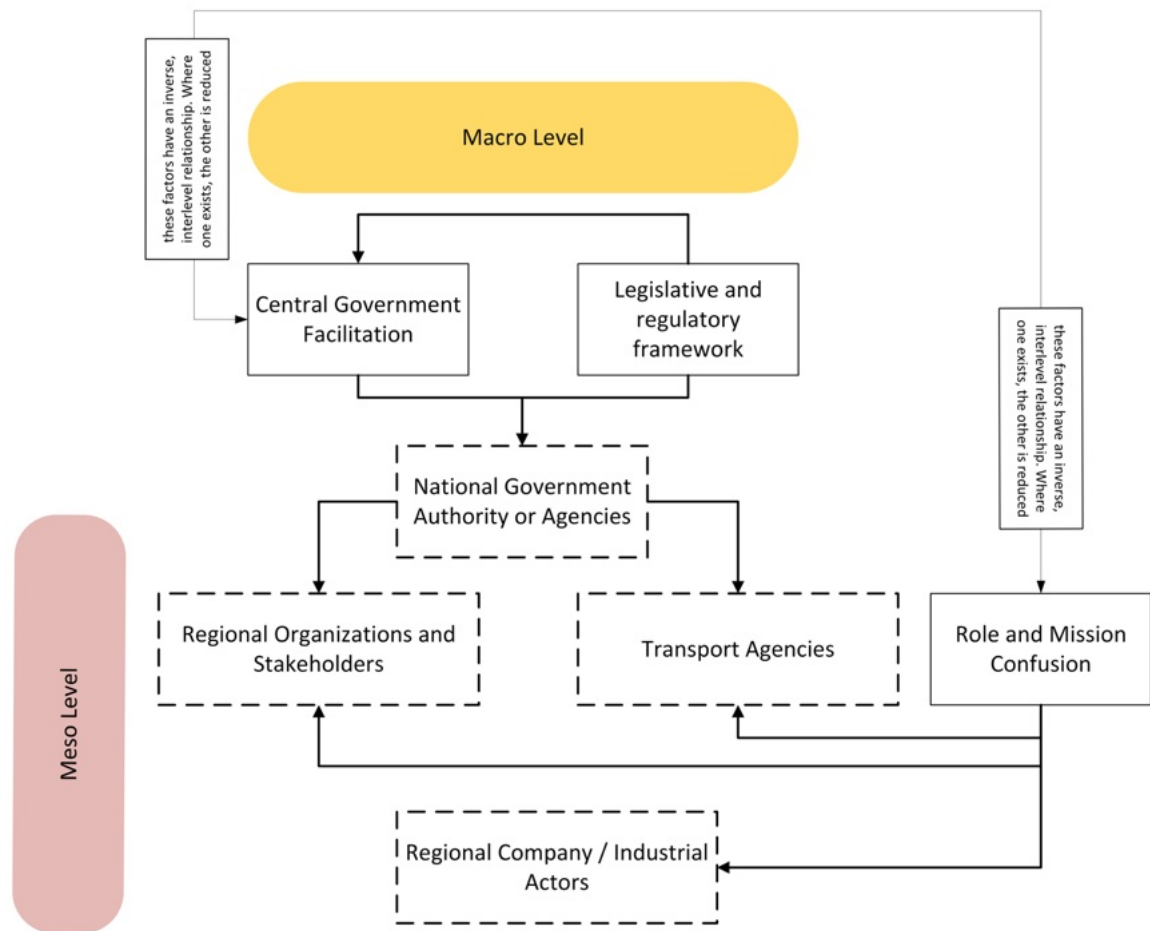 these factors have an inverse,
interlevel relationship. Where
one exists, the other is reduced
Macro Level
Central Government
Facilitation
Legislative and
regulatory
framework
these factors have an inverse,
interlevel relationship. Where
one exists, the other is reduced
National Government
Authority or Agencies
Meso Level
Regional Organizations and
Stakeholders
Transport Agencies
Role and Mission
Confusion
Regional Company / Industrial
Actors